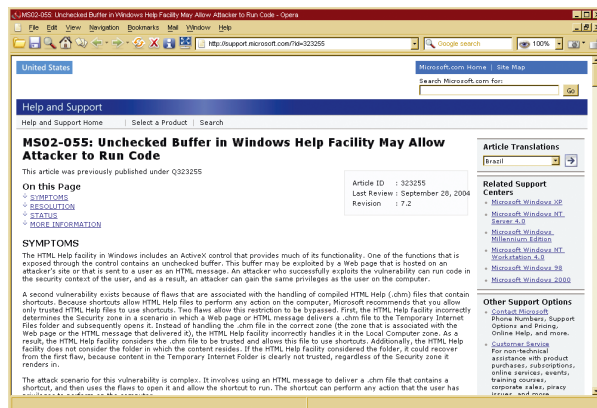 MS02-055: Unchecked Buffer in Windows Help Facility May Allow Attacker to Run Code - Opera
File Edit View Navigation Bookmarks Mail Window Help
http://support.microsoft.com/?id=323255
Google search
100%
United States
Microsoft.com Home | Site Map
Search Microsoft.com for:
Go
Help and Support
Help and Support Home | Select a Product | Search
MS02-055: Unchecked Buffer in Windows Help Facility May Allow
Attacker to Run Code
This article was previously published under Q323255
Article ID : 323255
Last Review : September 28, 2004
Revision : 7.2
On this Page
SYMPTOMS
RESOLUTION
STATUS
MORE INFORMATION
SYMPTOMS
The HTML Help facility in Windows includes an ActiveX control that provides much of its functionality. One of the functions that is
exposed through the control contains an unchecked buffer. This buffer may be exploited by a Web page that is hosted on an
attacker's site or that is sent to a user as an HTML message. An attacker who successfully exploits the vulnerability can run code in
the security context of the user, and as a result, an attacker can gain the same privileges as the user on the computer.
A second vulnerability exists because of flaws that are associated with the handling of compiled HTML Help (.chm) files that contain
shortcuts. Because shortcuts allow HTML Help files to perform any action on the computer, Microsoft recommends that you allow
only trusted HTML Help files to use shortcuts. Two flaws allow this restriction to be bypassed. First, the HTML Help facility incorrectly
determines the Security Zone in a scenario in which a Web page or HTML message delivers a .chm file to the Temporary Internet
Files folder and subsequently opens it. Instead of handling the .chm file in the correct zone (the zone that is associated with the
Web page or the HTML message that delivered it), the HTML Help facility incorrectly handles it in the Local Computer zone. As a
result, the HTML Help facility considers the .chm file to be trusted and allows this file to use shortcuts. Additionally, the HTML Help
facility does not consider the folder in which the content resides. If the HTML Help facility considered the folder, it could recover
from the first flaw, because content in the Temporary Internet Folder is clearly not trusted, regardless of the Security zone it
renders in.
The attack scenario for this vulnerability is complex. It involves using an HTML message to deliver a .chm file that contains a
shortcut, and then uses the flaws to open it and allow the shortcut to run. The shortcut can perform any action that the user has
Article Translations
Brazil
Related Support
Centers
Microsoft Windows XP
Microsoft Windows NT
Server 4.0
Microsoft Windows
Millennium Edition
Microsoft Windows NT
Workstation 4.0
Microsoft Windows 98
Microsoft Windows 2000
Other Support Options
Contact Microsoft
Phone Numbers, Support
Options and Pricing,
Online Help, and more.
Customer Service
For non-technical
assistance with product
purchases, subscriptions,
online services, events,
training courses,
corporate sales, piracy
issues, and more